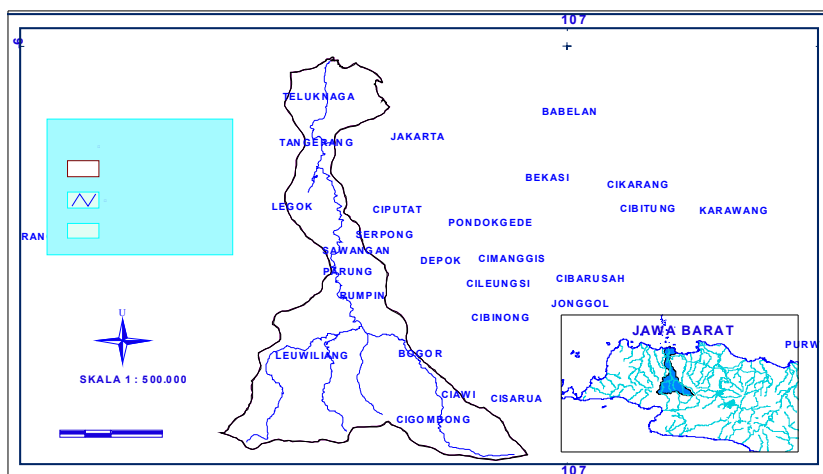 107
6
TELUKNAGA
BABELAN
JAKARTA
TANGERANG
BEKASI
CIKARANG
LEGOK
CIPUTAT
CIBITUNG
KARAWANG
PONDOKGEDE
RAN
SERPONG
SAWANGAN
DEPOK
CIMANGGIS
PARUNG
CILEUNGSI
CIBARUSAH
RUMPIN
JONGGOL
U
CIBINONG
JAWA BARAT
PURW
LEUWILIANG
BOGOR
SKALA 1 : 500.000
CIAWI
CISARUA
CIGOMBONG
107